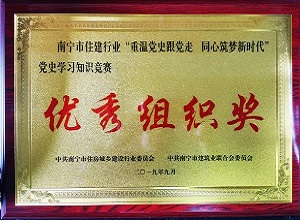 南宁市住建行业“重温党史跟党走 同心筑梦新时代”
党史学习知识竞赛
优秀组织奖
中共南宁市住房城乡建设行业委员会 中共南宁市建筑业联合会委员会
二〇一九年九月